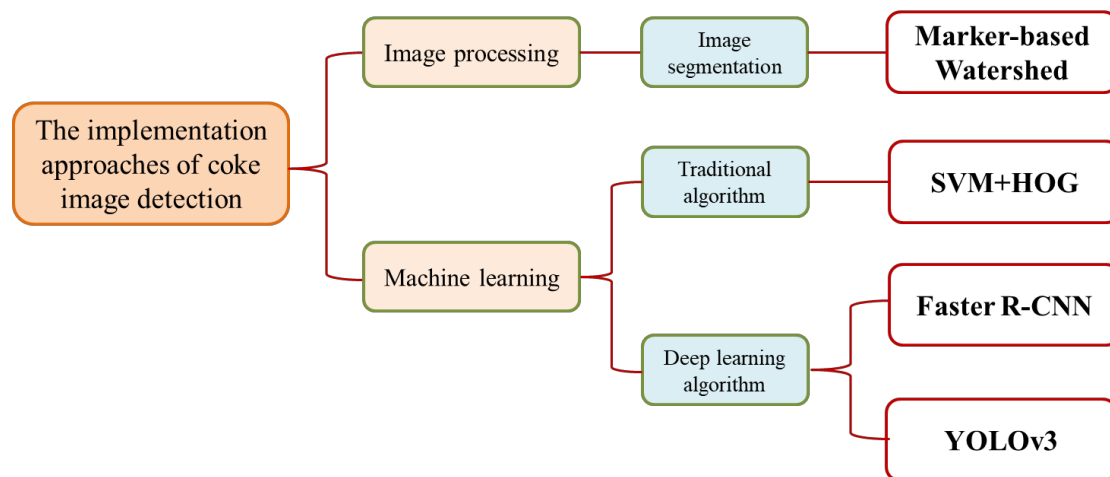 The implementation
approaches of coke
image detection
Image processing
Image
segmentation
Marker-based
Watershed
Machine learning
Traditional
algorithm
SVM+HOG
Deep learning
algorithm
Faster R-CNN
YOLOv3